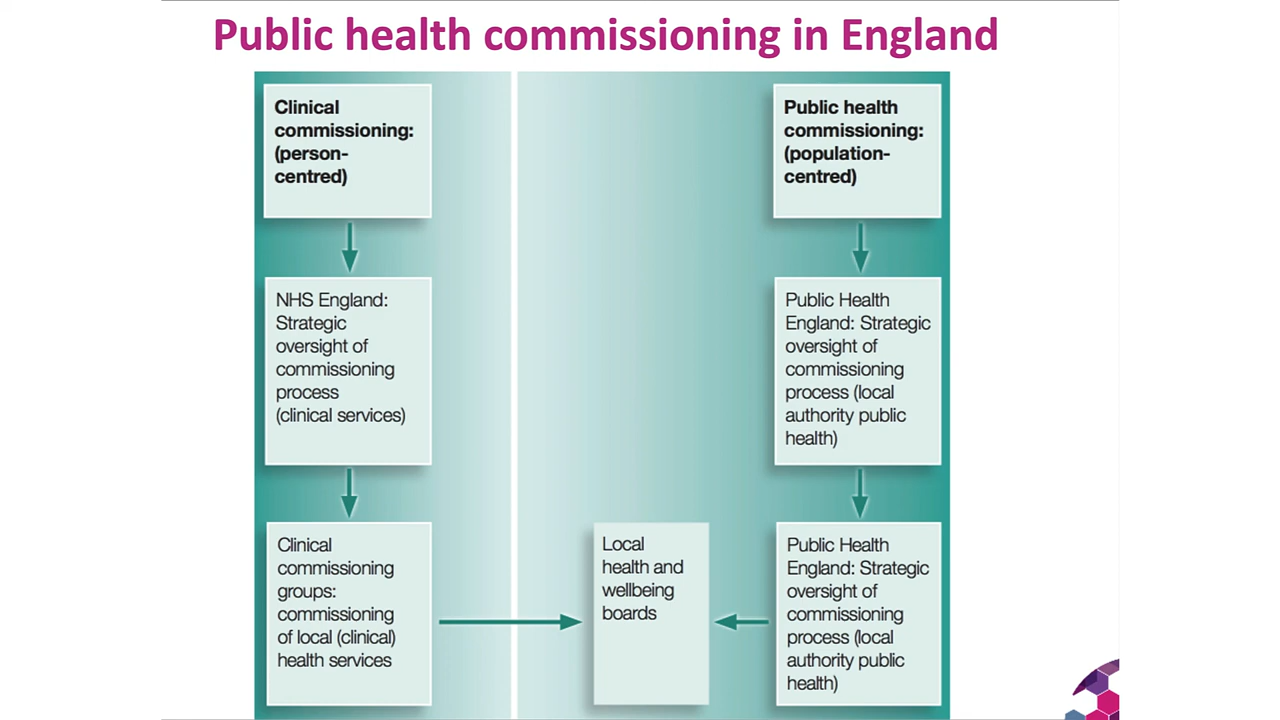 Public health commissioning in England
Clinical
commissioning:
(person-
centred)
Public health
commissioning:
(population-
centred)
NHS England:
Strategic
oversight of
commissioning
process
(clinical services)
Public Health
England: Strategic
oversight of
commissioning
process (local
authority public
health)
Clinical
commissioning
groups:
commissioning
of local (clinical)
health services
Local
health and
wellbeing
boards
Public Health
England: Strategic
oversight of
commissioning
process (local
authority public
health)